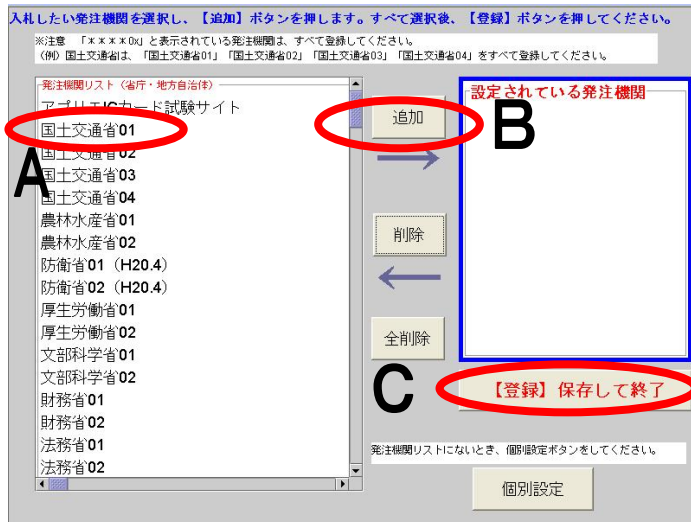 入札したい発注機関を選択し、【追加】ボタンを押します。すべて選択後、【登録】ボタンを押してください。
※注意　「＊＊＊＊0x」と表示されている発注機関は、すべて登録してください。
（例）国土交通省は、「国土交通省01」「国土交通省02」「国土交通省03」「国土交通省04」をすべて登録してください。
発注機関リスト（省庁・地方自治体）
アプリエICカード試験サイト
国土交通省01
国土交通省02
国土交通省03
国土交通省04
農林水産省01
農林水産省02
防衛省01（H20.4）
防衛省02（H20.4）
厚生労働省01
厚生労働省02
文部科学省01
文部科学省02
財務省01
財務省02
法務省01
法務省02
A
追加
削除
全削除
設定されている発注機関
B
C
【登録】保存して終了
発注機関リストにないとき、個別設定ボタンをしてください。
個別設定